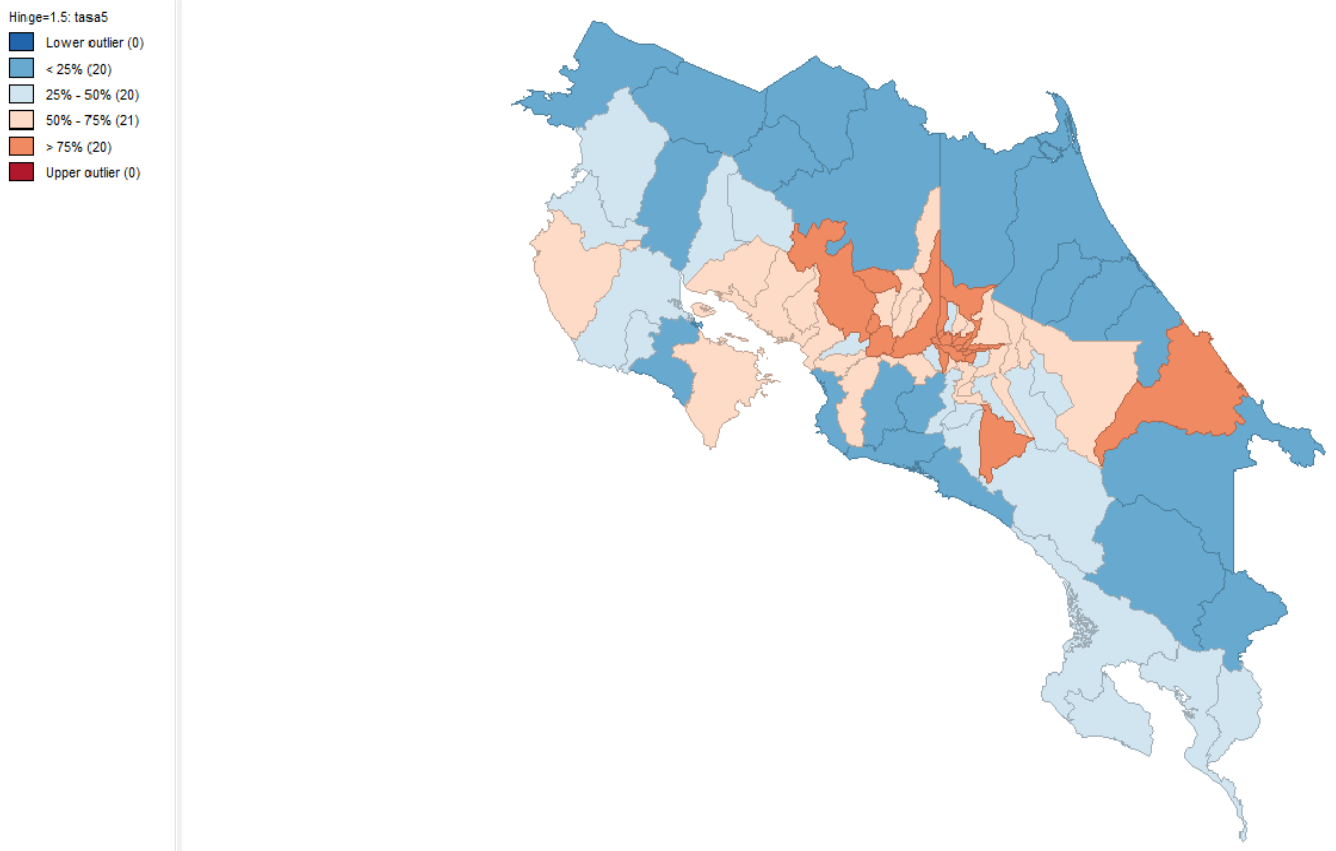 Hinge=1.5: tasa5
Lower outlier (0)
< 25% (20)
25% - 50% (20)
50% - 75% (21)
> 75% (20)
Upper outlier (0)